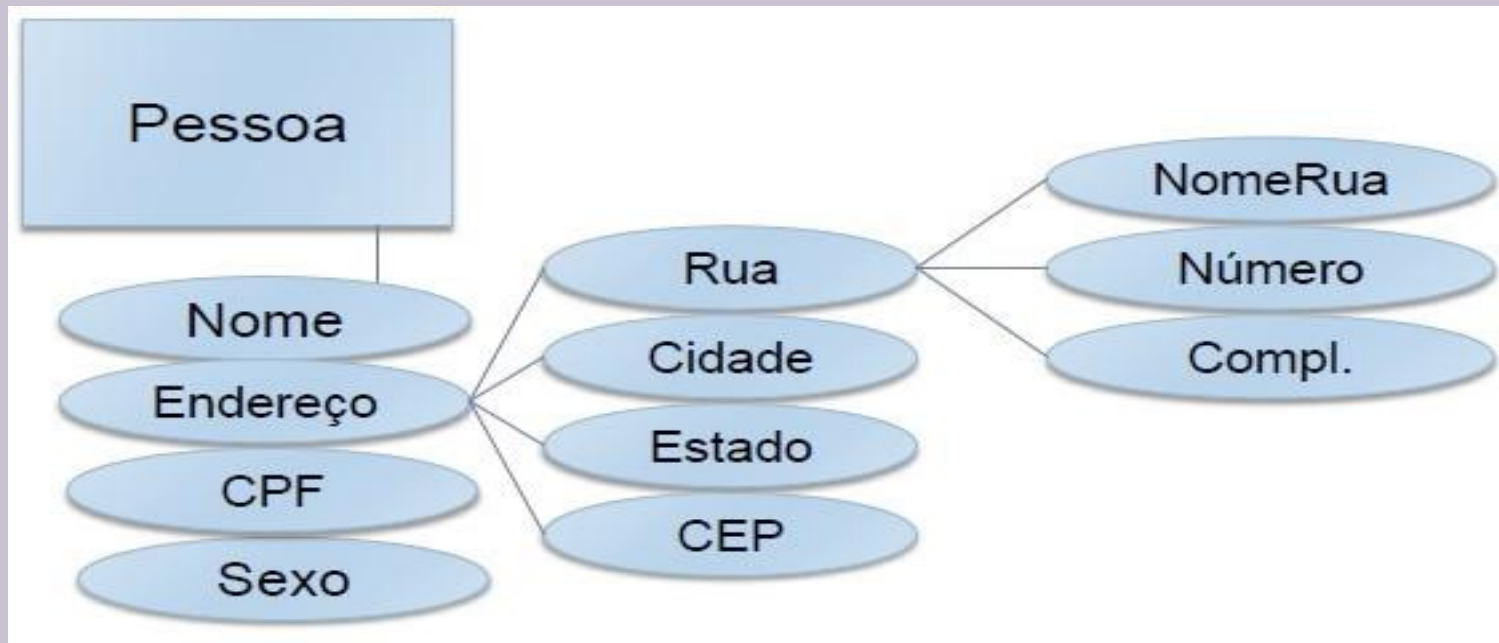 Pessoa
Nome
Endereço
CPF
Sexo
Rua
Cidade
Estado
CEP
NomeRua
Número
Compl.